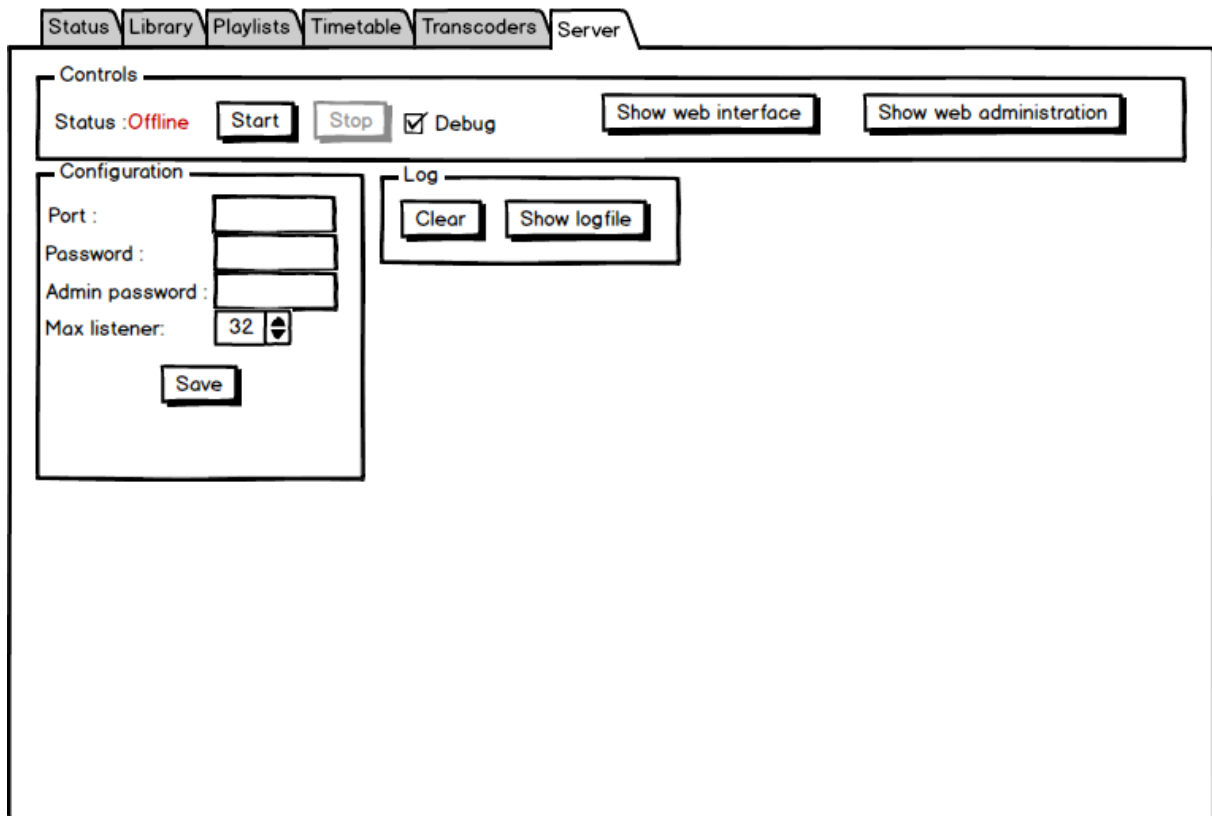 Status Library Playlists Timetable Transcoders Server
Controls
Status :Offline Start Stop Debug Show web interface Show web administration
Configuration
Port :
Password :
Admin password :
Max listener: 32
Save
Log
Clear Show logfile